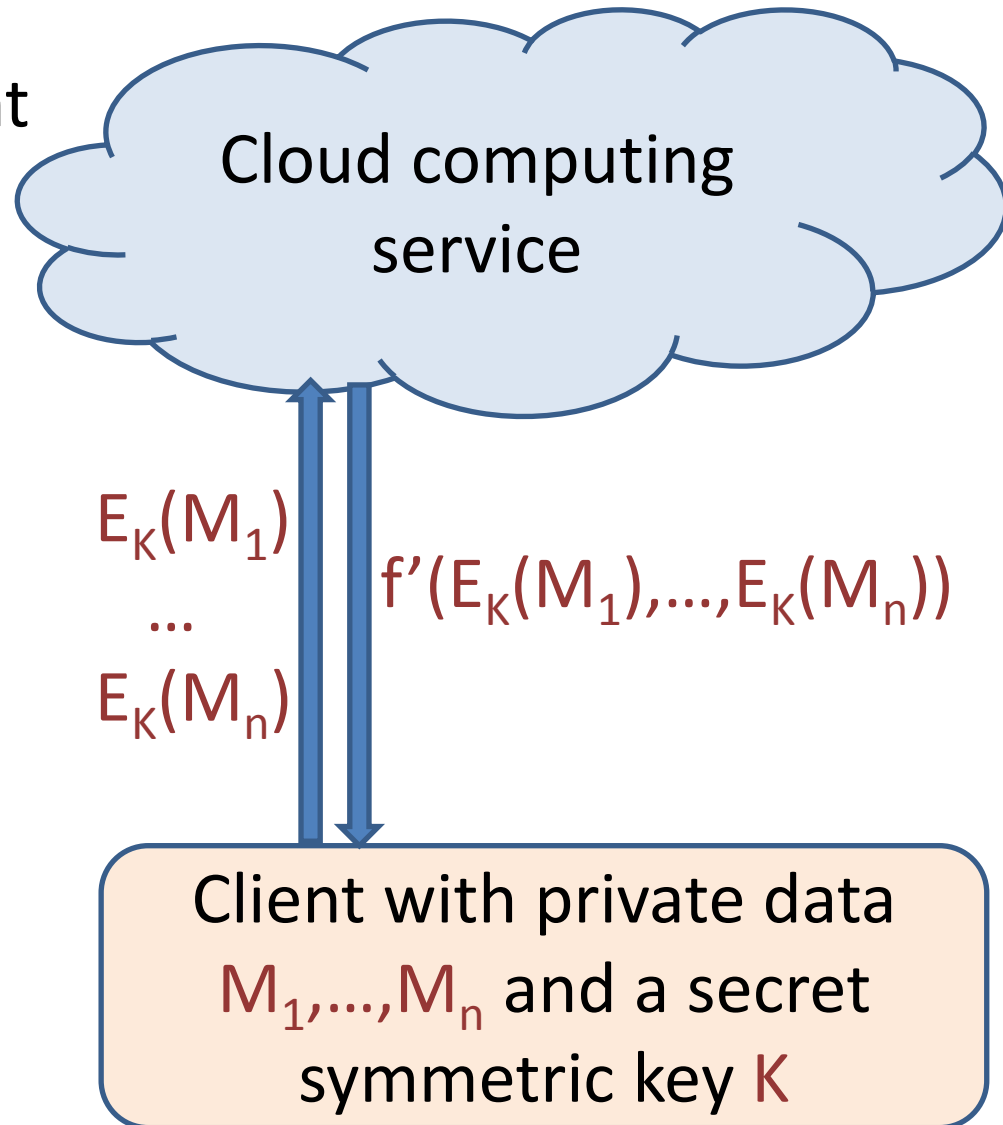 Cloud computing
service
E_K(M_1)
…
E_K(M_n)
f’(E_K(M_1),…,E_K(M_n))
Client with private data
M_1,…,M_n and a secret
symmetric key K